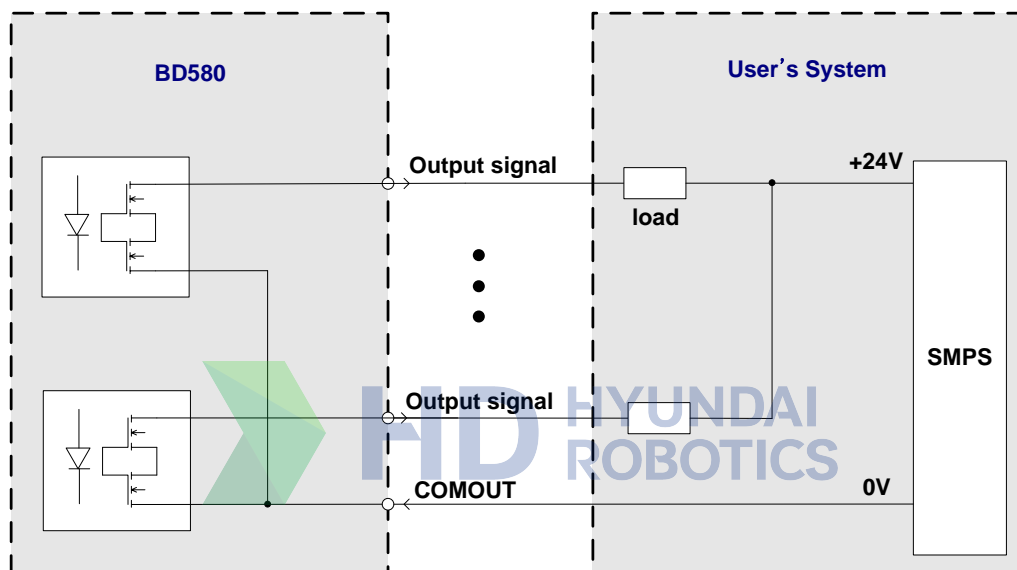 BD580
User's System
Output signal
+24V
load
SMPS
Output signal
HD HYUNDAI
ROBOTICS
COMOUT
0V